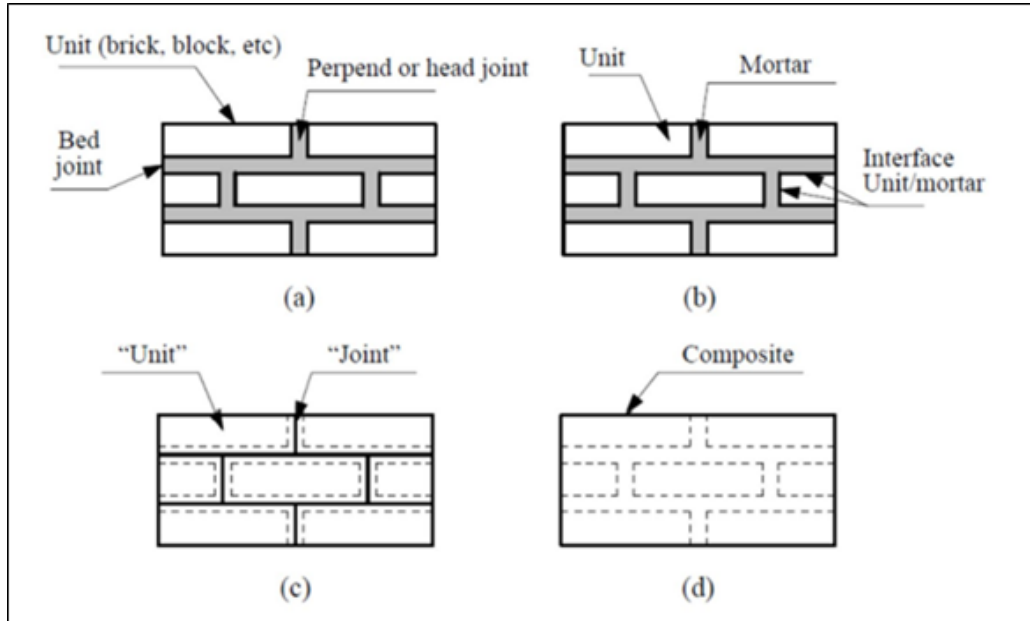 Unit (brick, block, etc)
Perpend or head joint
Bed
joint
(a)
Unit
Mortar
Interface
Unit/mortar
(b)
“Unit”
“Joint”
(c)
Composite
(d)